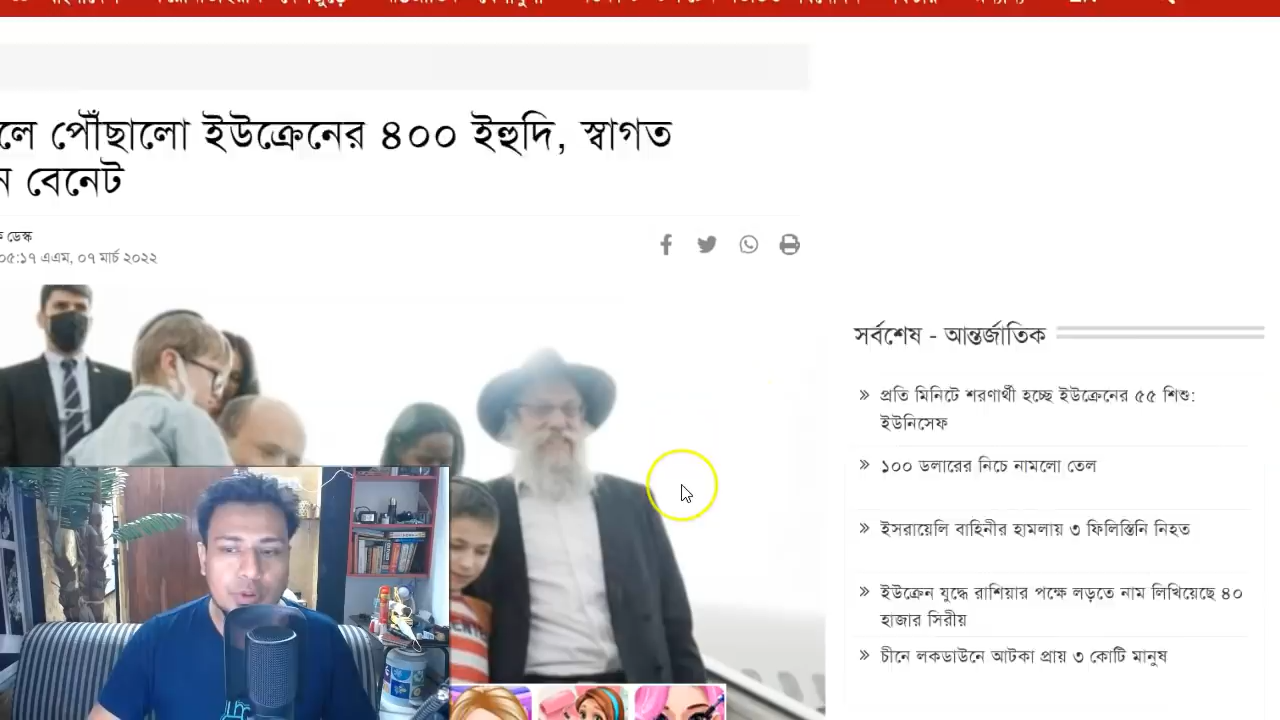 লে পৌঁছালো ইউক্রেনের ৪০০ ইহুদি, স্বাগত
ন বেনেট
ডেস্ক
০৫:১৭ এএম, ০৭ মার্চ ২০২২
সর্বশেষ - আন্তর্জাতিক
» প্রতি মিনিটে শরণার্থী হচ্ছে ইউক্রেনের ৫৫ শিশু:
ইউনিসেফ
» ১০০ ডলারের নিচে নামলো তেল
» ইসরায়েলি বাহিনীর হামলায় ৩ ফিলিস্তিনি নিহত
» ইউক্রেন যুদ্ধে রাশিয়ার পক্ষে লড়তে নাম লিখিয়েছে ৪০
হাজার সিরীয়
» চীনে লকডাউনে আটকা প্রায় ৩ কোটি মানুষ